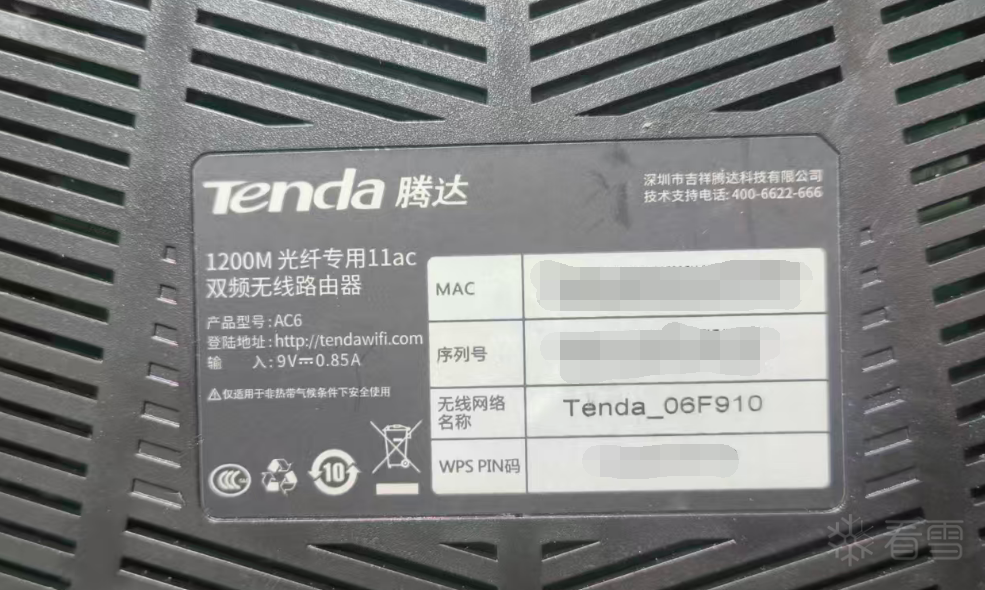 Tenda 腾达
深圳市吉祥腾达科技有限公司
技术支持电话: 400-6622-666
1200M 光纤专用11ac
双频无线路由器
产品型号: AC6
登陆地址: http://tendawifi.com
输 入: 9V⎓0.85A
仅适用于非热带气候条件下安全使用
CCC
10
MAC
序列号
无线网络
名称
Tenda_06F910
WPS PIN码
看雪